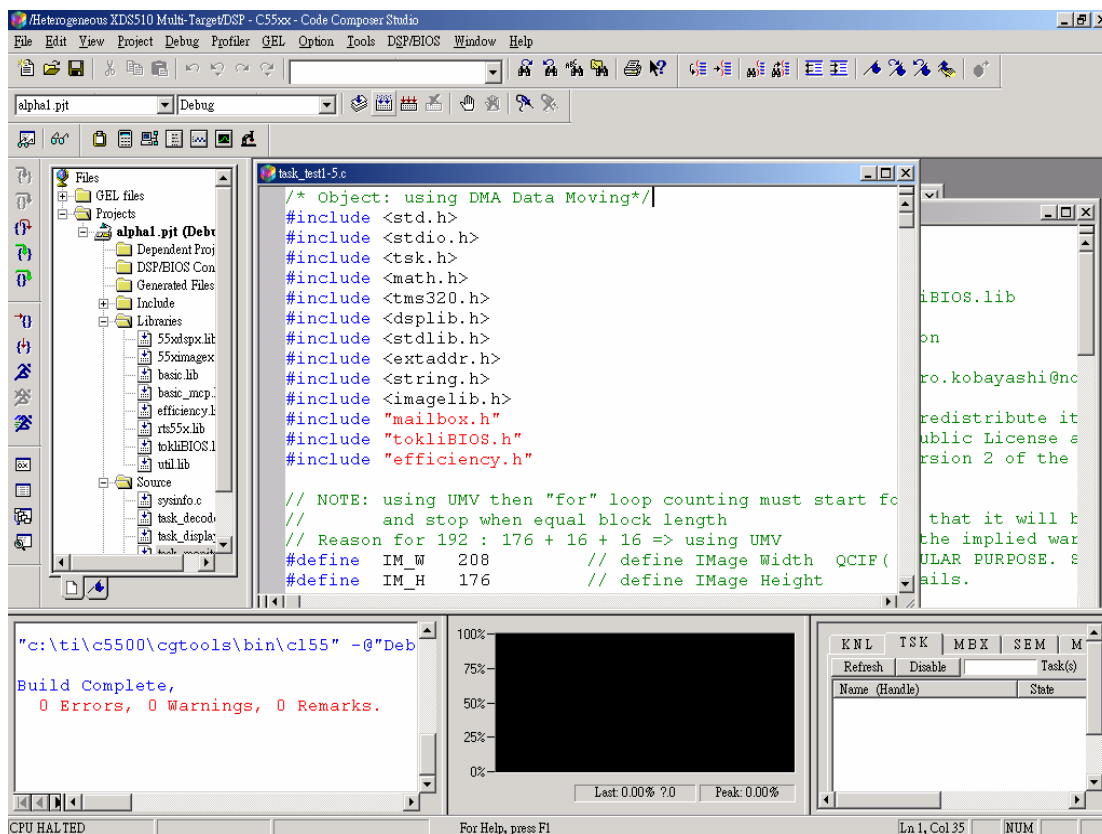 /Heterogeneous XDS510 Multi-Target/DSP - C55xx - Code Composer Studio
File Edit View Project Debug Profiler GEL Option Tools DSP/BIOS Window Help
alpha1.pjt Debug
Files
GEL files
Projects
alpha1.pjt (Debu
Dependent Proj
DSP/BIOS Con
Generated Files
Include
Libraries
55xdspx.lib
55ximagex
basic.lib
basic_mcp.
efficiency.l
rts55x.lib
tokliBIOS.l
util.lib
Source
sysinfo.c
task_decod
task_display
task_monit
task_test1-5.c
/* Object: using DMA Data Moving*/
#include <std.h>
#include <stdio.h>
#include <tsk.h>
#include <math.h>
#include <tms320.h>
#include <dsplib.h>
#include <stdlib.h>
#include <extaddr.h>
#include <string.h>
#include <imagelib.h>
#include "mailbox.h"
#include "tokliBIOS.h"
#include "efficiency.h"
// NOTE: using UMV then "for" loop counting must start fo
// and stop when equal block length
// Reason for 192 : 176 + 16 + 16 => using UMV
#define IM_W 208 // define IMage Width QCIF(
#define IM_H 176 // define IMage Height
iBIOS.lib
on
ro.kobayashi@no
redistribute it
ublic License a
rsion 2 of the
that it will b
the implied war
ULAR PURPOSE. S
ails.
"c:\ti\c5500\cgtools\bin\cl55" -@"Deb
Build Complete,
0 Errors, 0 Warnings, 0 Remarks.
100%
75%
50%
25%
0%
Last: 0.00% ?.0 Peak: 0.00%
KNL TSK MBX SEM M
Refresh Disable Task(s)
Name (Handle) State
CPU HALTED For Help, press F1 Ln 1, Col 35 NUM